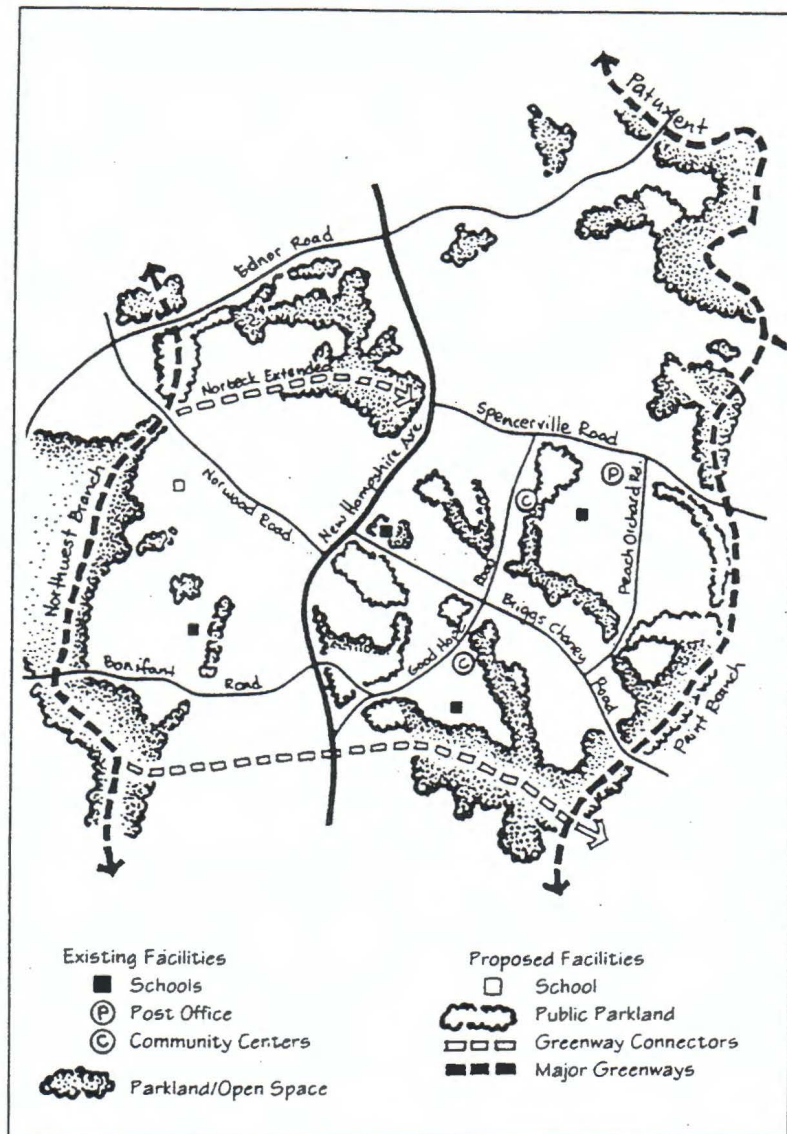 Patuxent
Ednor Road
Norbeck Extended
Spencerville Road
New Hampshire Ave
Norwood Road
P
C
Peach Orchard Rd.
Northwest Branch
Road
Briggs Chaney
Good Hope
C
Bonifant
Road
Road
Paint Branch
Existing Facilities
Schools
P Post Office
C Community Centers
Parkland/Open Space
Proposed Facilities
School
Public Parkland
Greenway Connectors
Major Greenways